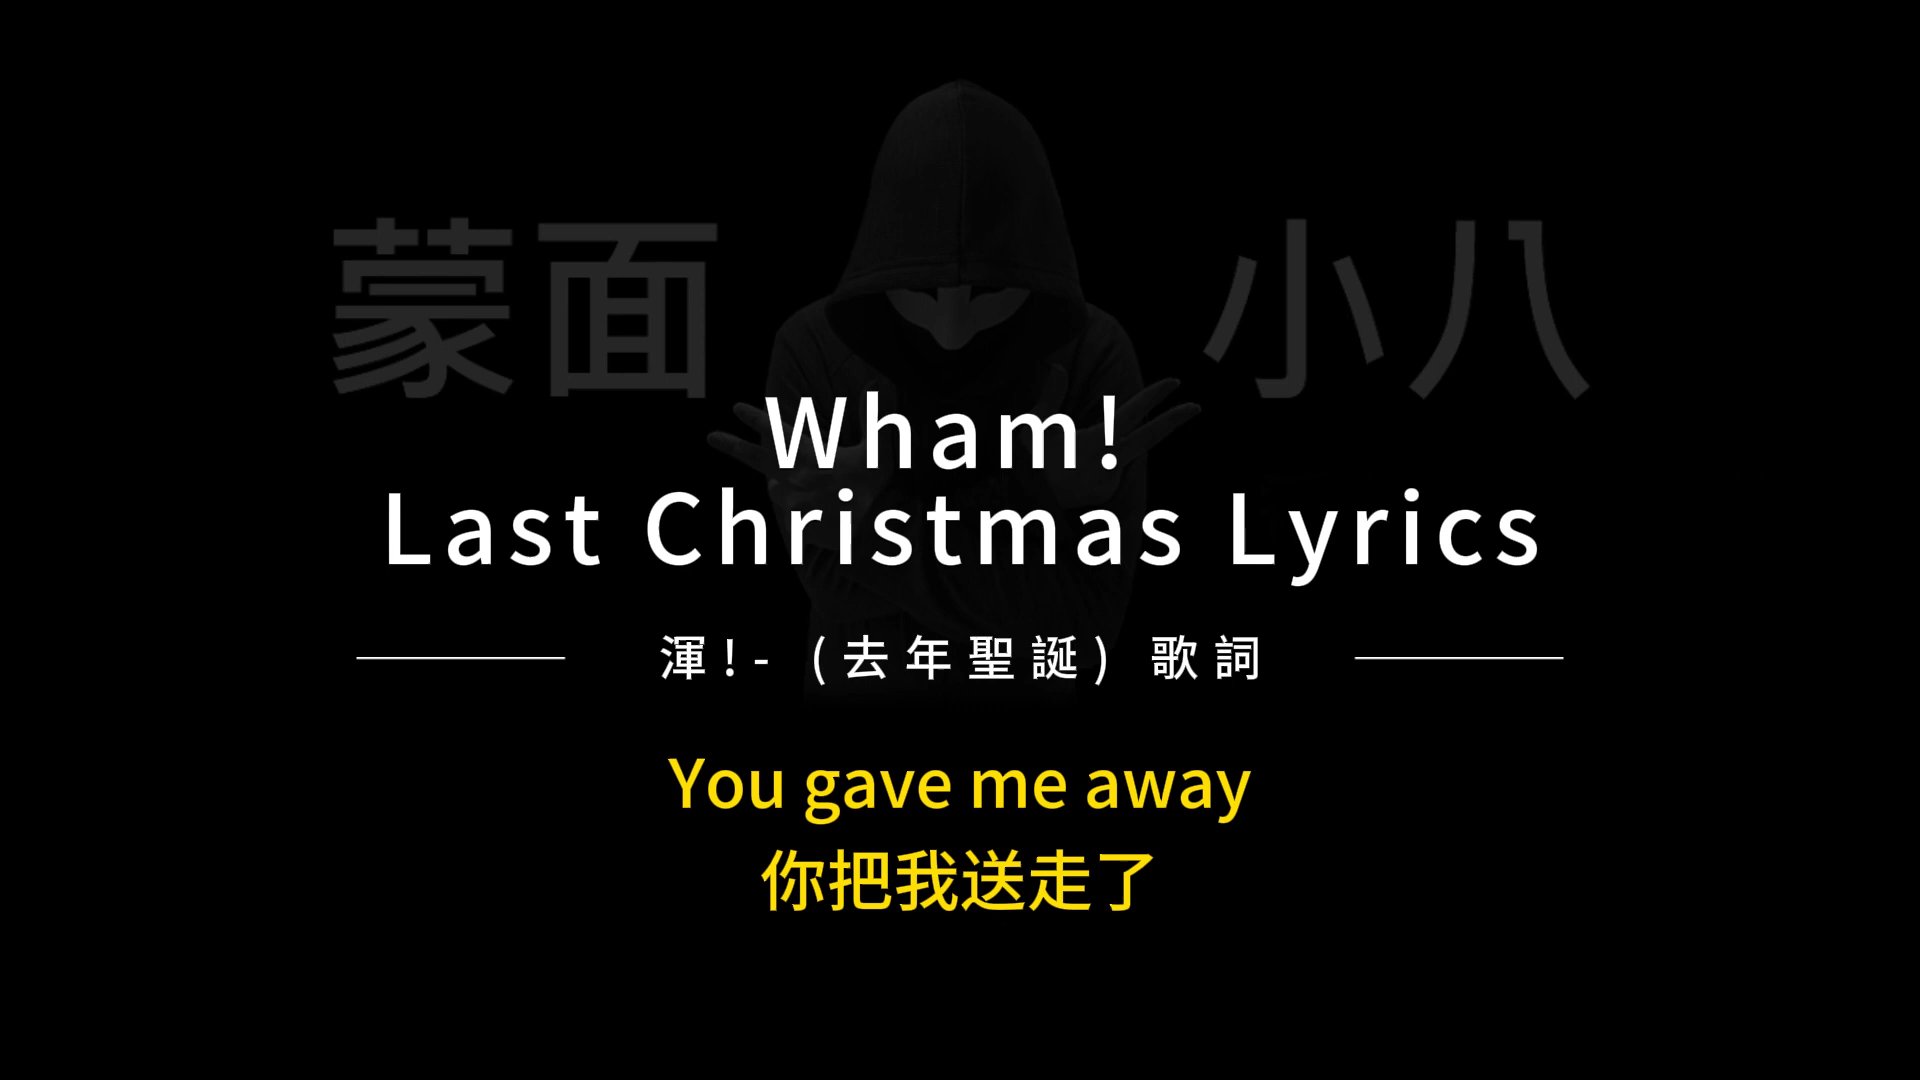 蒙面 小八
Wham!
Last Christmas Lyrics
渾!- (去年聖誕) 歌詞
You gave me away
你把我送走了